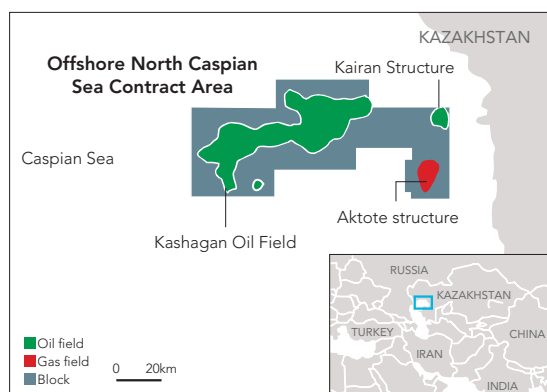 KAZAKHSTAN
Offshore North Caspian
Sea Contract Area
Kairan Structure
Caspian Sea
Aktote structure
Kashagan Oil Field
RUSSIA
KAZAKHSTAN
TURKEY
CHINA
IRAN
INDIA
Oil field
Gas field
Block
0 20km